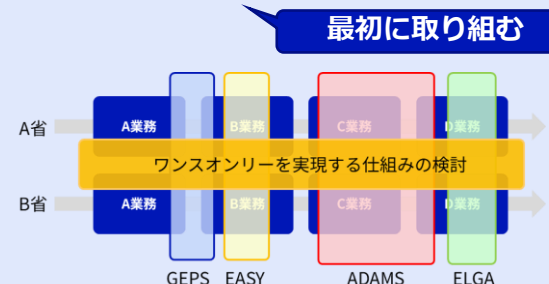 最初に取り組む
A省
A業務
B業務
C業務
D業務
ワンスオンリーを実現する仕組みの検討
B省
A業務
B業務
C業務
D業務
GEPS
EASY
ADAMS
ELGA